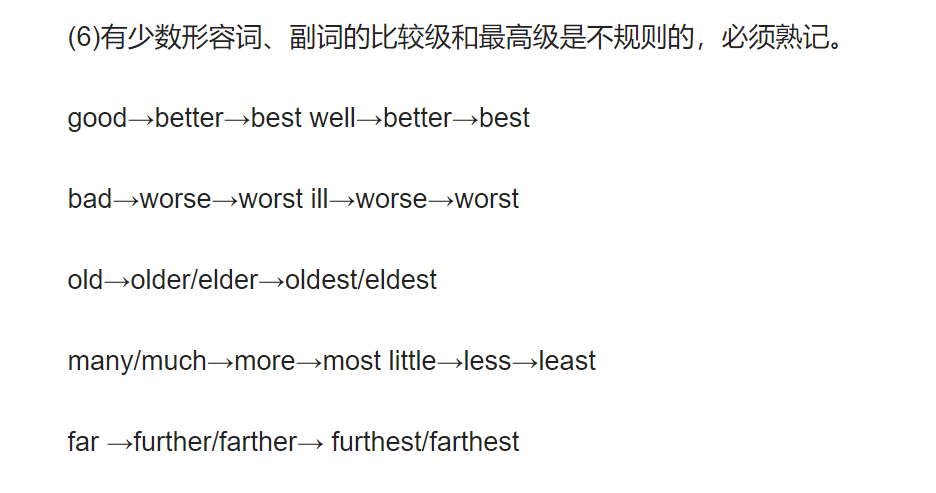 (6)有少数形容词、副词的比较级和最高级是不规则的，必须熟记。
good→better→best well→better→best
bad→worse→worst ill→worse→worst
old→older/elder→oldest/eldest
many/much→more→most little→less→least
far →further/farther→ furthest/farthest